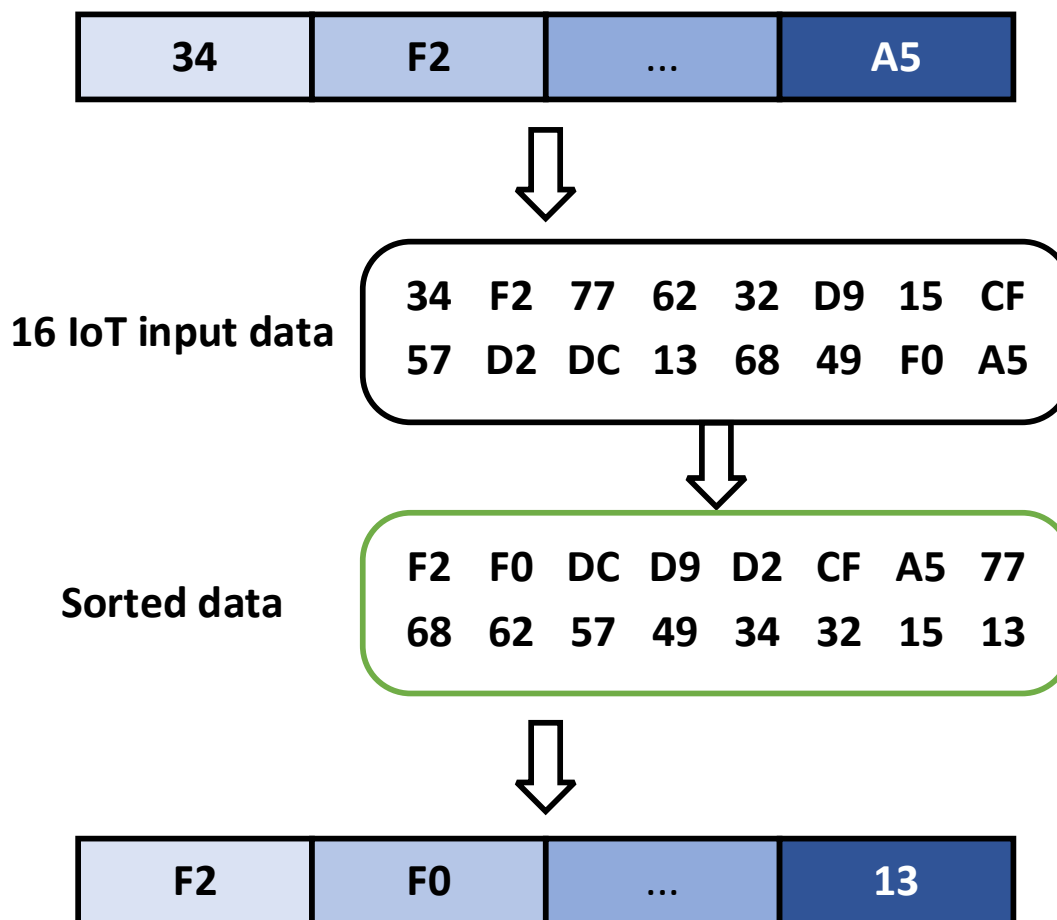 34 F2 ... A5
34 F2 77 62 32 D9 15 CF
16 IoT input data
57 D2 DC 13 68 49 F0 A5
F2 F0 DC D9 D2 CF A5 77
Sorted data
68 62 57 49 34 32 15 13
F2 F0 ... 13